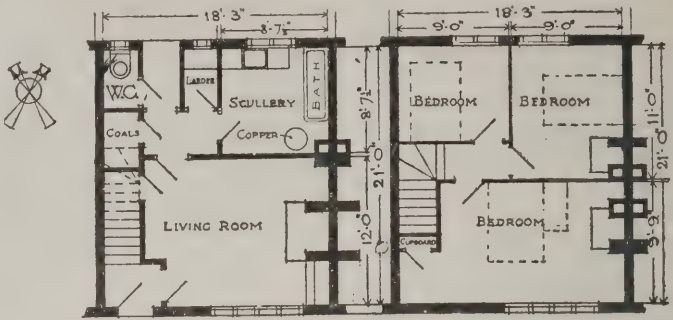 18'·3"
8'·7½"
W.C.
LARDER
SCULLERY
BATH
COALS
COPPER
8'·7½"
21'·0"
12'·0"
LIVING ROOM
18'·3"
9'·0"
9'·0"
BEDROOM
BEDROOM
11'·0"
21'·0"
BEDROOM
9'·9"
CUPBOARD